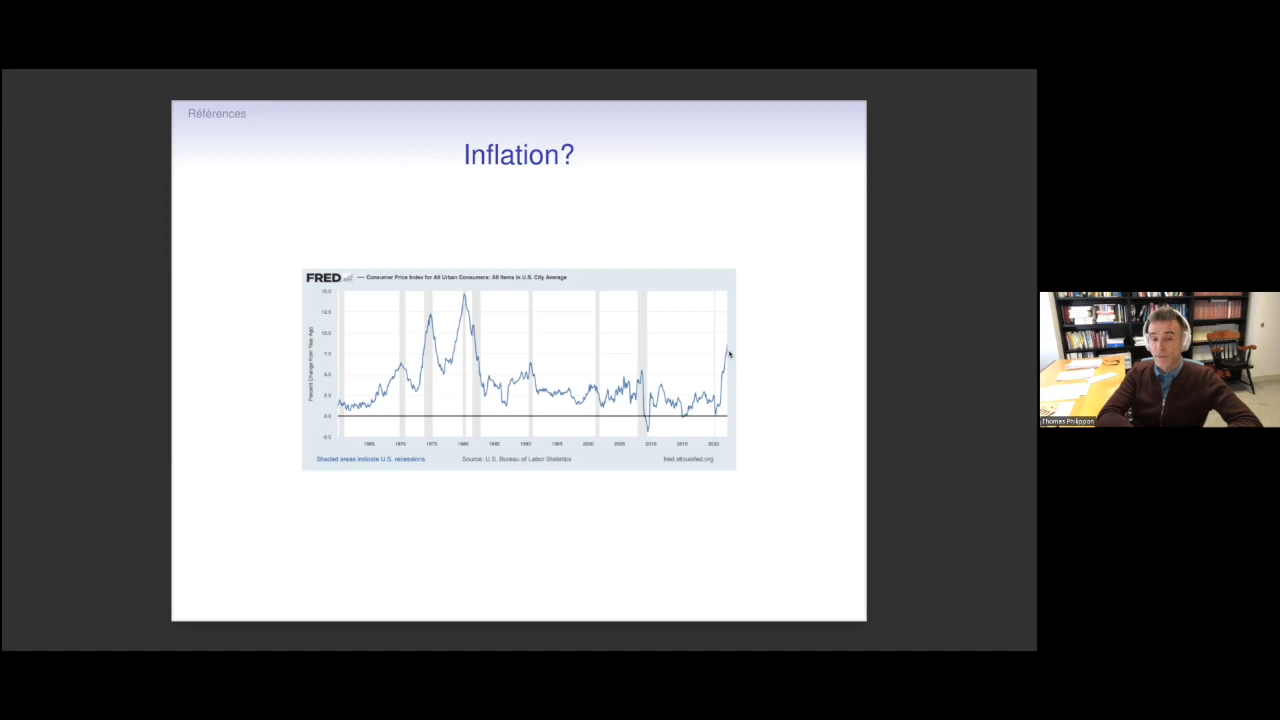 Références
Inflation?
FRED — Consumer Price Index for All Urban Consumers: All Items in U.S. City Average
Percent Change from Year Ago
15.0
12.5
10.0
7.5
5.0
2.5
0.0
-2.5
1965 1970 1975 1980 1985 1990 1995 2000 2005 2010 2015 2020
Shaded areas indicate U.S. recessions. Source: U.S. Bureau of Labor Statistics fred.stlouisfed.org
Thomas Philippon